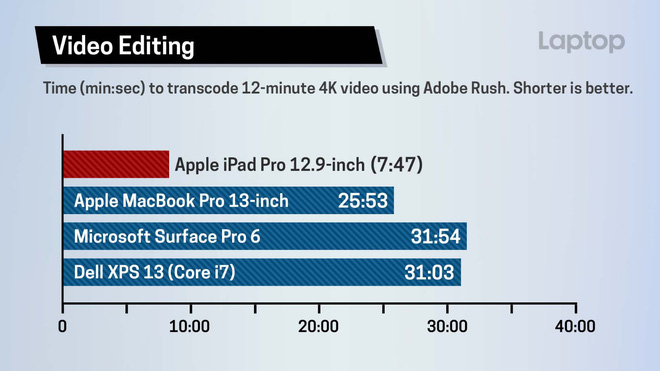 Video Editing
Laptop
Time (min:sec) to transcode 12-minute 4K video using Adobe Rush. Shorter is better.
Apple iPad Pro 12.9-inch (7:47)
Apple MacBook Pro 13-inch 25:53
Microsoft Surface Pro 6 31:54
Dell XPS 13 (Core i7) 31:03
0 10:00 20:00 30:00 40:00